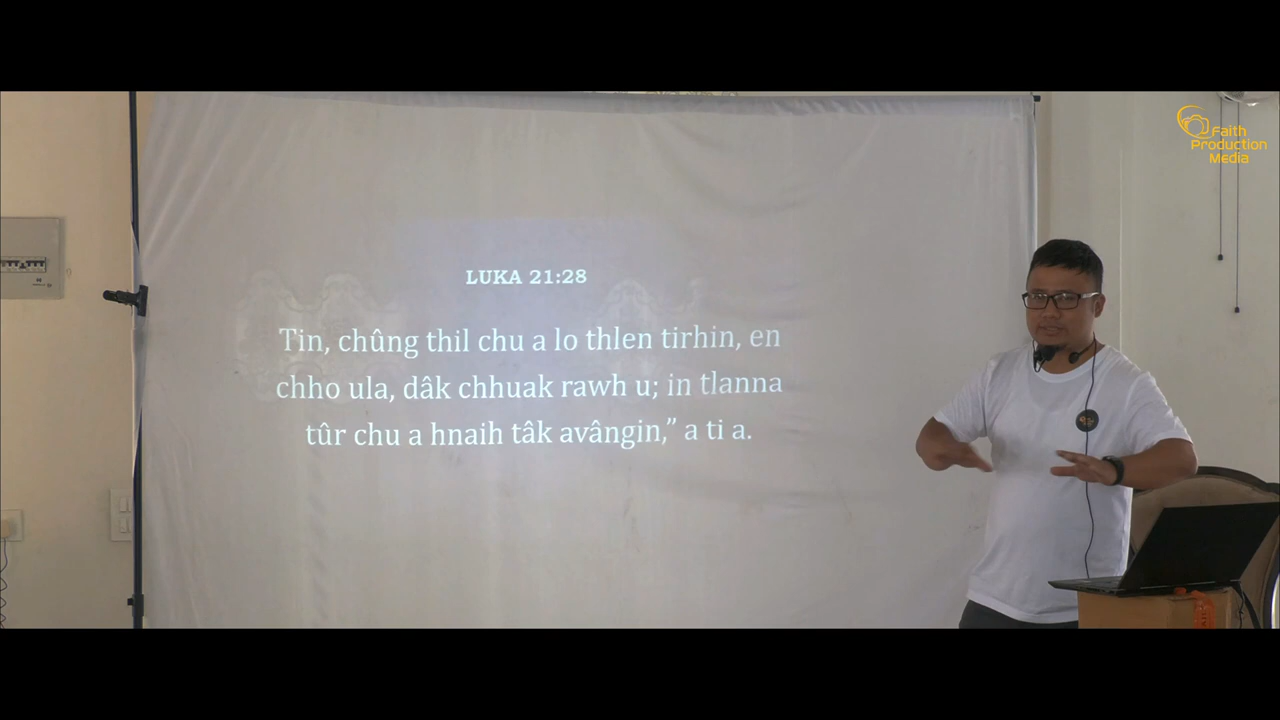 LUKA 21:28
Tin, chûng thil chu a lo thlen tirhin, en
chho ula, dâk chhuak rawh u; in tlanna
tûr chu a hnaih tâk avângin,” a ti a.
Faith
Production
Media